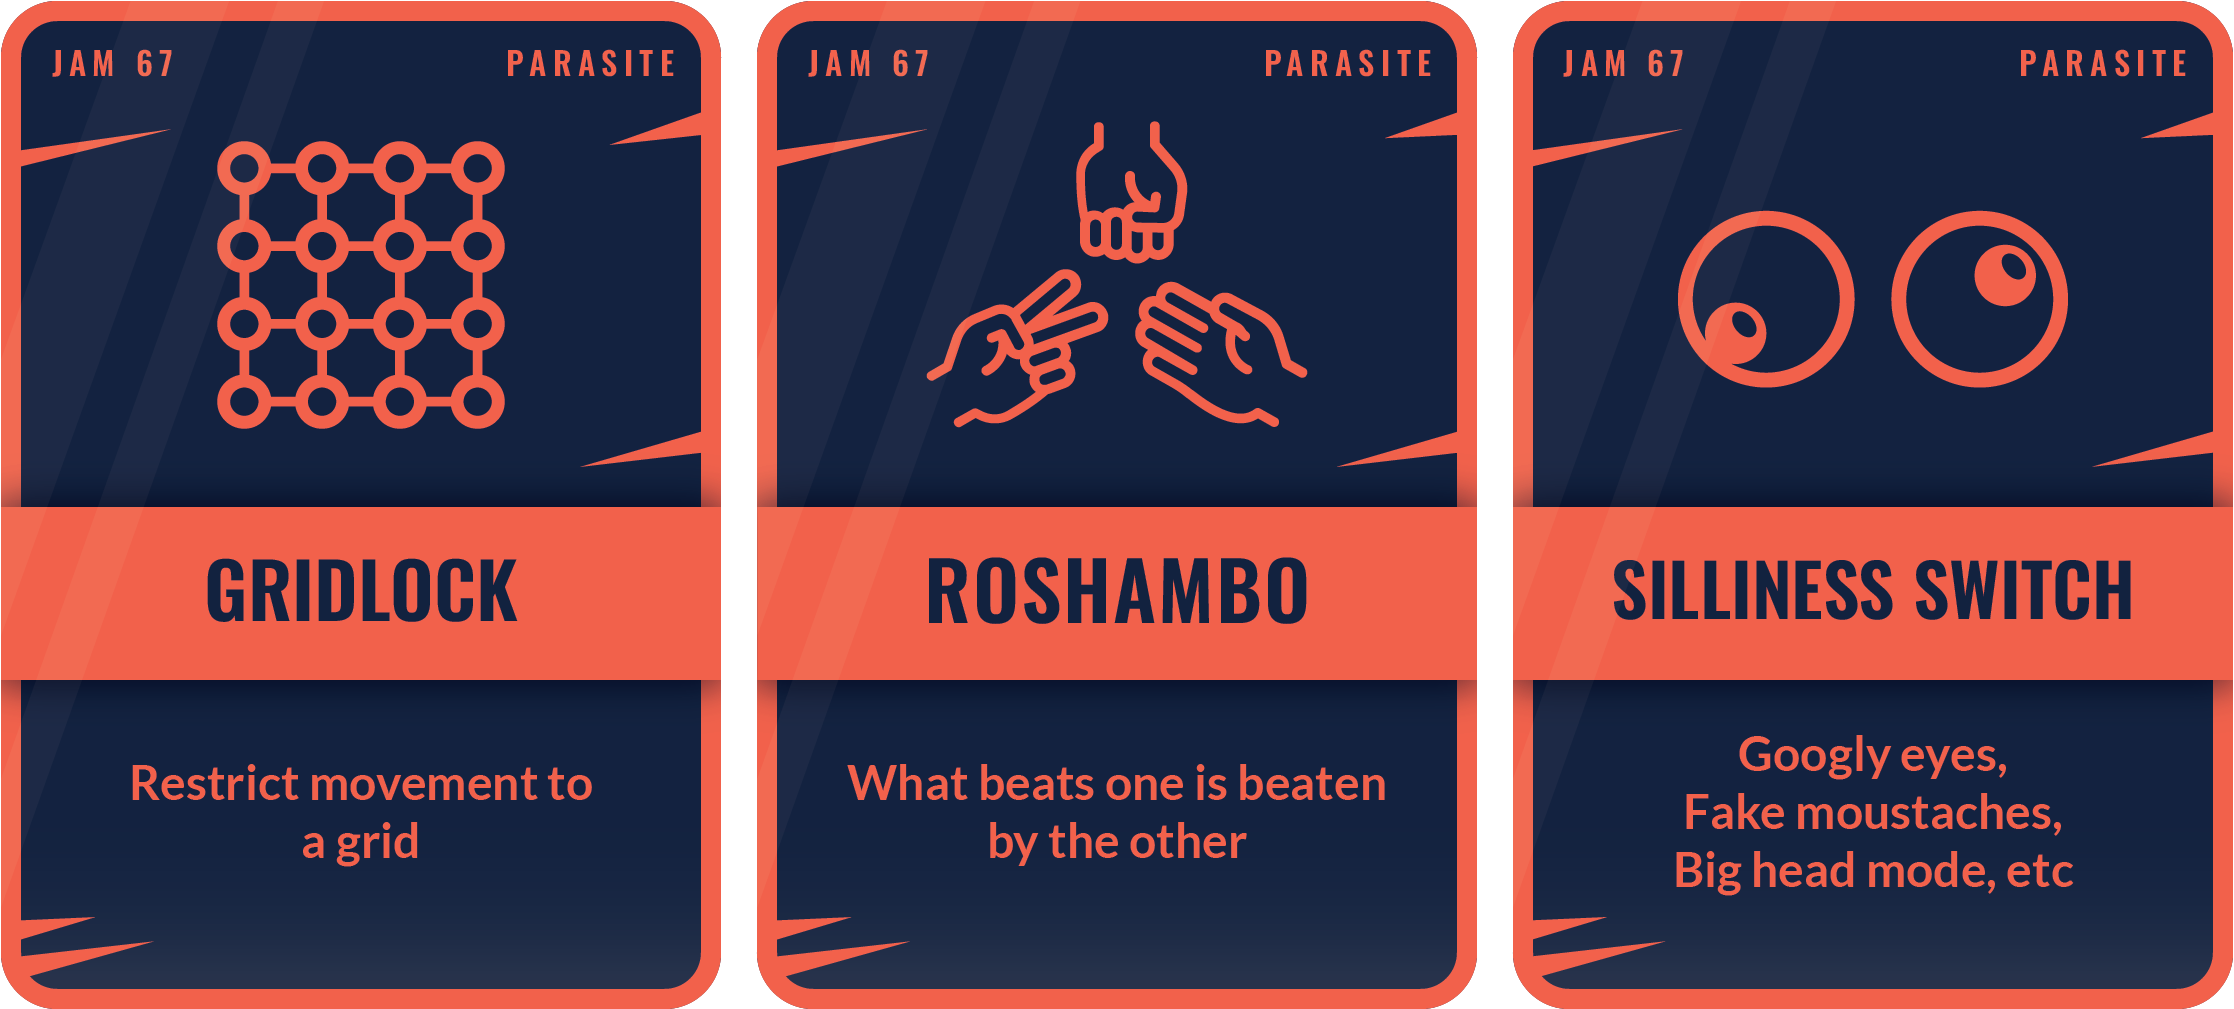 JAM 67 PARASITE
GRIDLOCK
Restrict movement to
a grid
JAM 67 PARASITE
ROSHAMBO
What beats one is beaten
by the other
JAM 67 PARASITE
SILLINESS SWITCH
Googly eyes,
Fake moustaches,
Big head mode, etc